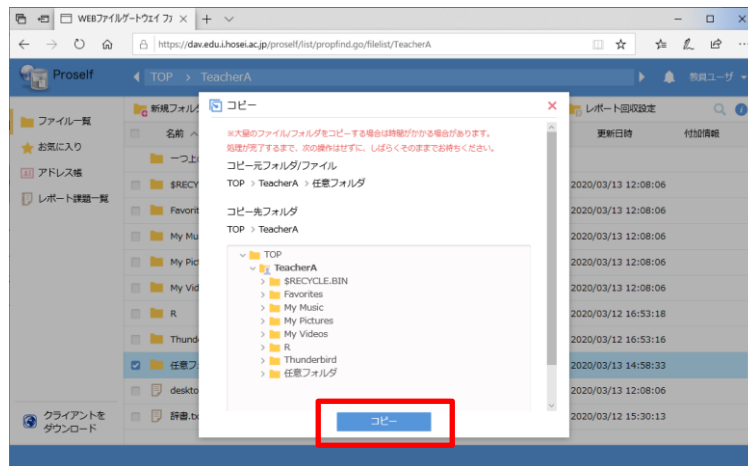 WEBファイルゲートウェイ ﾌｧ
https://dav.edu.i.hosei.ac.jp/proself/list/propfind.go/filelist/TeacherA
Proself
TOP > TeacherA
教員ユーザ
ファイル一覧
お気に入り
アドレス帳
レポート課題一覧
クライアントを
ダウンロード
新規フォル
レポート回収設定
名前
更新日時
付加情報
一つ上
$RECY
2020/03/13 12:08:06
Favorit
2020/03/13 12:08:06
My Mu
2020/03/13 12:08:06
My Pic
2020/03/13 12:08:06
My Vid
2020/03/13 12:08:06
R
2020/03/12 16:53:18
Thund
2020/03/12 16:53:16
任意フ
2020/03/13 14:58:33
deskto
2020/03/13 12:08:06
辞書.tx
2020/03/12 15:30:13
コピー
※大量のファイル/フォルダをコピーする場合は時間がかかる場合があります。
処理が完了するまで、次の操作はせずに、しばらくそのままでお待ちください。
コピー元フォルダ/ファイル
TOP > TeacherA > 任意フォルダ
コピー先フォルダ
TOP > TeacherA
TOP
TeacherA
$RECYCLE.BIN
Favorites
My Music
My Pictures
My Videos
R
Thunderbird
任意フォルダ
コピー